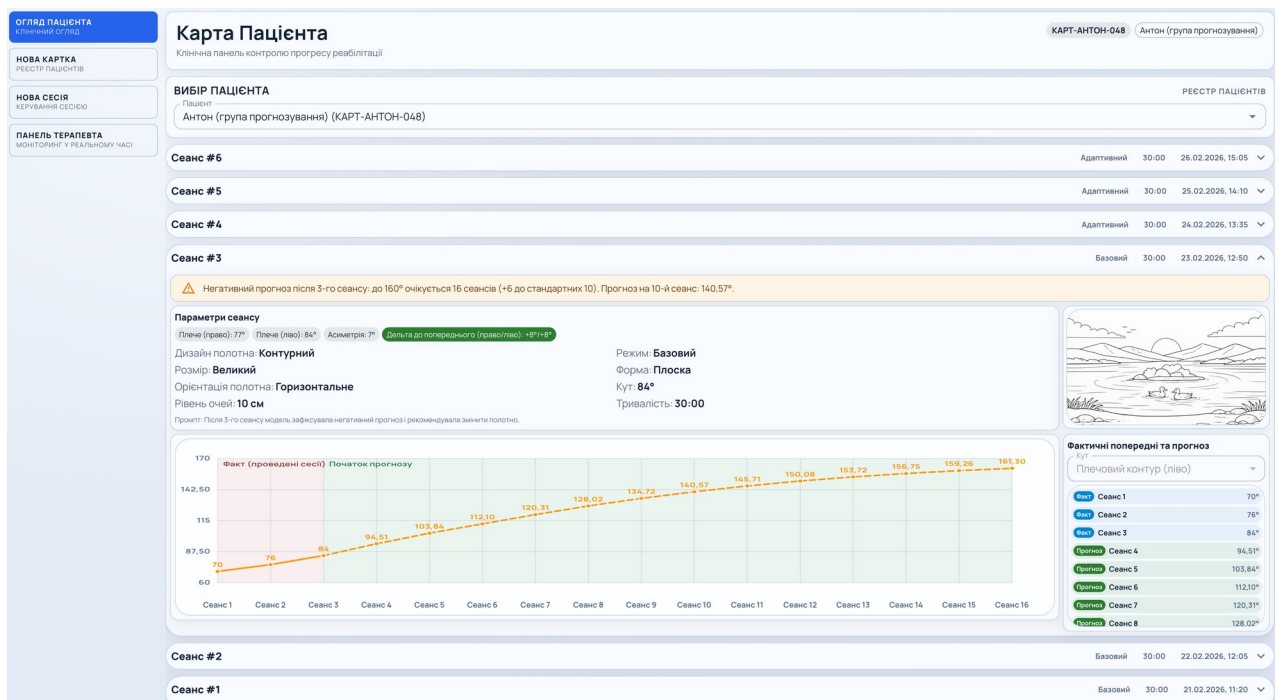 ОГЛЯД ПАЦІЄНТА
КЛІНІЧНИЙ ОГЛЯД
НОВА КАРТКА
РЕЄСТР ПАЦІЄНТІВ
НОВА СЕСІЯ
КЕРУВАННЯ СЕСІЄЮ
ПАНЕЛЬ ТЕРАПЕВТА
МОНІТОРИНГ У РЕАЛЬНОМУ ЧАСІ
Карта Пацієнта
КАРТ-АНТОН-048 Антон (група прогнозування)
Клінічна панель контролю прогресу реабілітації
ВИБІР ПАЦІЄНТА РЕЄСТР ПАЦІЄНТІВ
Пацієнт
Антон (група прогнозування) (КАРТ-АНТОН-048)
Сеанс #6 Адаптивний 30:00 26.02.2026, 15:05
Сеанс #5 Адаптивний 30:00 25.02.2026, 14:10
Сеанс #4 Адаптивний 30:00 24.02.2026, 13:35
Сеанс #3 Базовий 30:00 23.02.2026, 12:50
Негативний прогноз після 3-го сеансу: до 160° очікується 16 сеансів (+6 до стандартних 10). Прогноз на 10-й сеанс: 140,57°.
Параметри сеансу
Плече (право): 77° Плече (ліво): 84° Асиметрія: 7° Дельта до попереднього (право/ліво): +8°/+8°
Дизайн полотна: Контурний Режим: Базовий
Розмір: Великий Форма: Плоска
Орієнтація полотна: Горизонтальне Кут: 84°
Рівень очей: 10 см Тривалість: 30:00
Промпт: Після 3-го сеансу модель зафіксувала негативний прогноз і рекомендувала змінити полотно.
170
142,50
115
87,50
60
Факт (проведені сесії) Початок прогнозу
70 76 84 94,51 103,84 112,10 120,31 128,02 134,72 140,57 145,71 150,08 153,72 156,75 159,26 161,30
Сеанс 1 Сеанс 2 Сеанс 3 Сеанс 4 Сеанс 5 Сеанс 6 Сеанс 7 Сеанс 8 Сеанс 9 Сеанс 10 Сеанс 11 Сеанс 12 Сеанс 13 Сеанс 14 Сеанс 15 Сеанс 16
Фактичні попередні та прогноз
Кут
Плечовий контур (ліво)
Факт Сеанс 1 70°
Факт Сеанс 2 76°
Факт Сеанс 3 84°
Прогноз Сеанс 4 94,51°
Прогноз Сеанс 5 103,84°
Прогноз Сеанс 6 112,10°
Прогноз Сеанс 7 120,31°
Прогноз Сеанс 8 128,02°
Сеанс #2 Базовий 30:00 22.02.2026, 12:05
Сеанс #1 Базовий 30:00 21.02.2026, 11:20